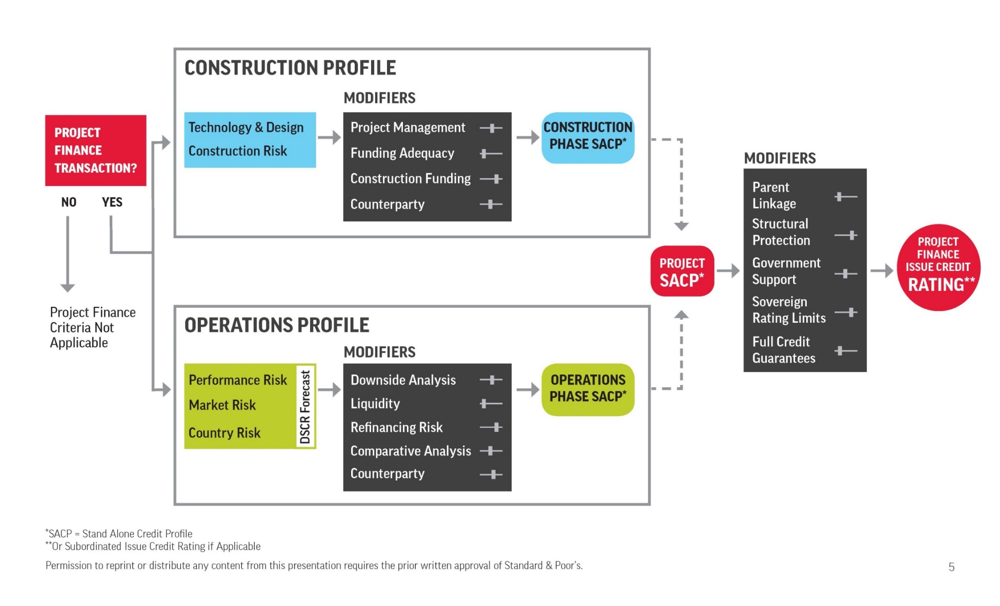 PROJECT
FINANCE
TRANSACTION?
NO
YES
Project Finance
Criteria Not
Applicable
CONSTRUCTION PROFILE
Technology & Design
Construction Risk
MODIFIERS
Project Management
Funding Adequacy
Construction Funding
Counterparty
CONSTRUCTION
PHASE SACP*
OPERATIONS PROFILE
Performance Risk
Market Risk
Country Risk
DSCR Forecast
MODIFIERS
Downside Analysis
Liquidity
Refinancing Risk
Comparative Analysis
Counterparty
OPERATIONS
PHASE SACP*
PROJECT
SACP*
MODIFIERS
Parent
Linkage
Structural
Protection
Government
Support
Sovereign
Rating Limits
Full Credit
Guarantees
PROJECT
FINANCE
ISSUE CREDIT
RATING**
*SACP = Stand Alone Credit Profile
**Or Subordinated Issue Credit Rating if Applicable
Permission to reprint or distribute any content from this presentation requires the prior written approval of Standard & Poor's.
5